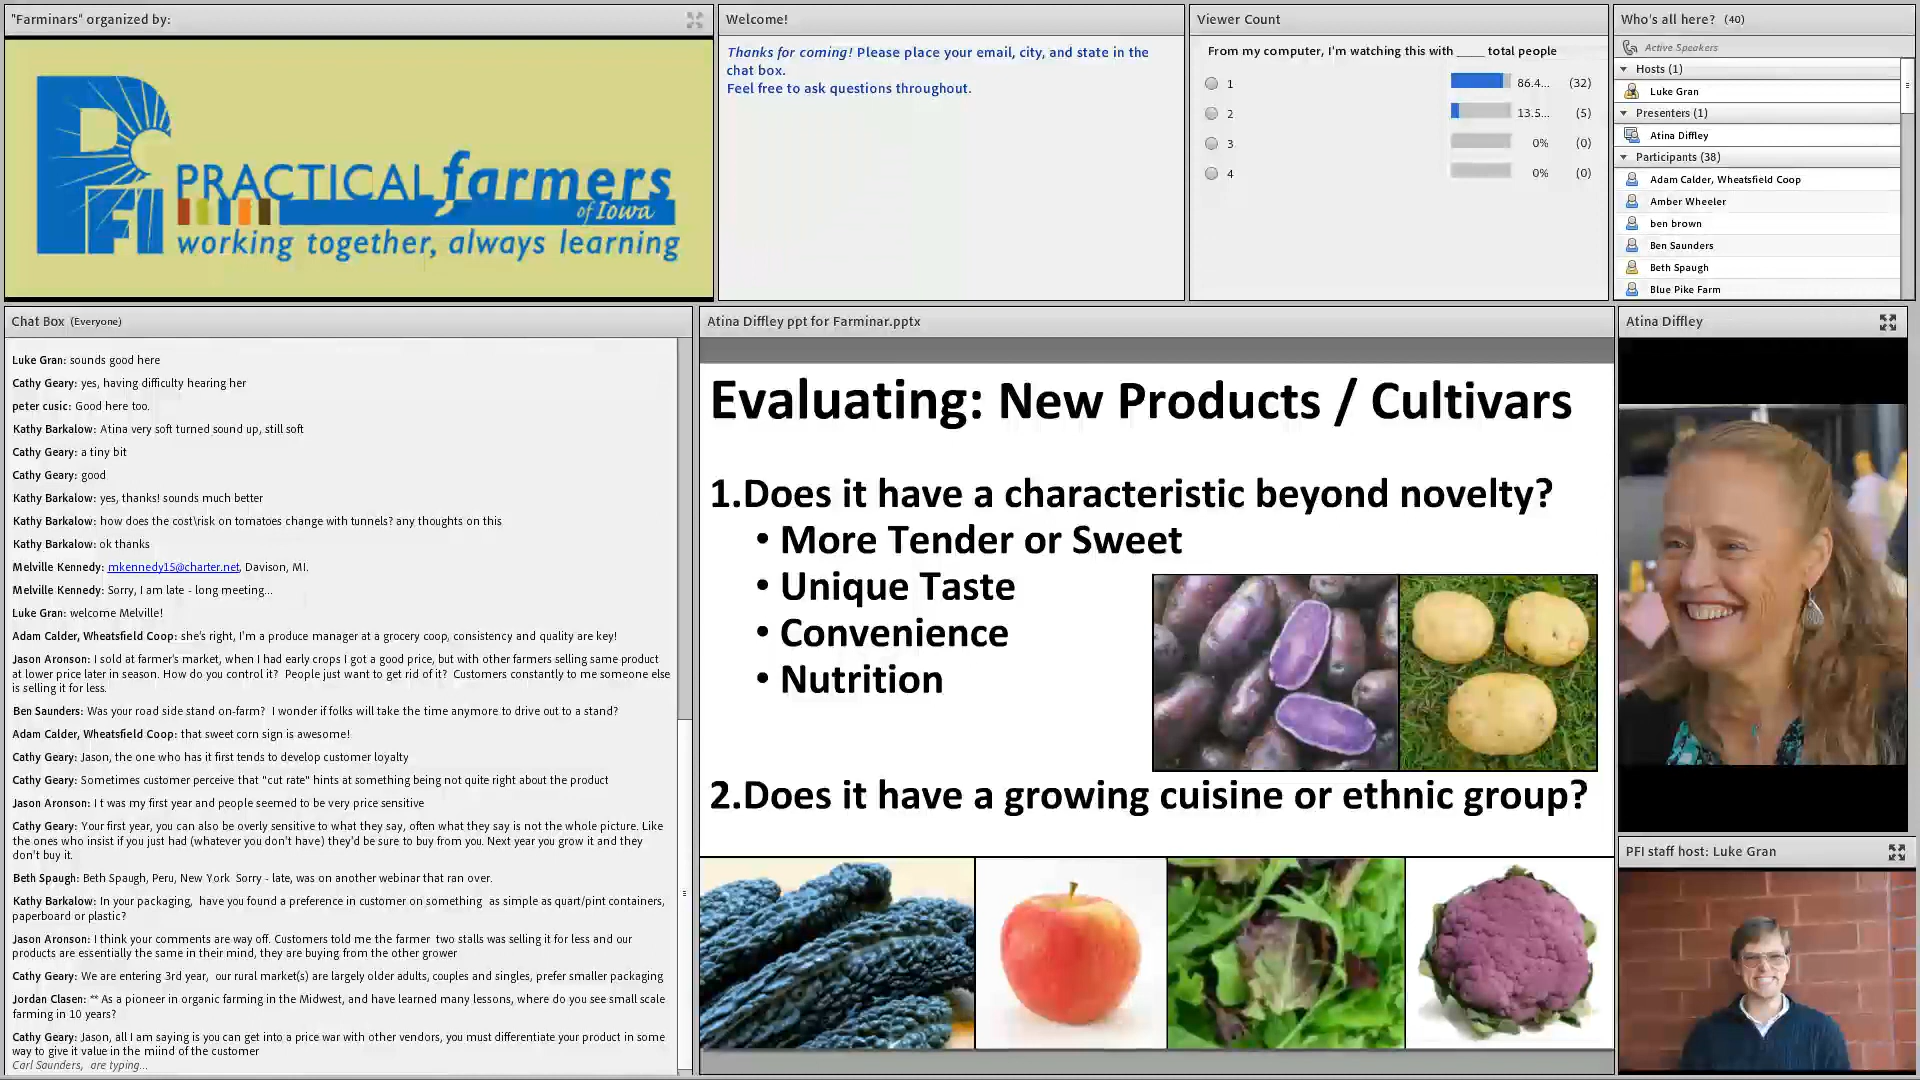 "Farminars" organized by:
PFI
PRACTICAL farmers
of Iowa
working together, always learning
Welcome!
Thanks for coming! Please place your email, city, and state in the
chat box.
Feel free to ask questions throughout.
Viewer Count
From my computer, I'm watching this with ____ total people
1 86.4... (32)
2 13.5... (5)
3 0% (0)
4 0% (0)
Who's all here? (40)
Active Speakers
Hosts (1)
Luke Gran
Presenters (1)
Atina Diffley
Participants (38)
Adam Calder, Wheatsfield Coop
Amber Wheeler
ben brown
Ben Saunders
Beth Spaugh
Blue Pike Farm
Chat Box (Everyone)
Luke Gran: sounds good here
Cathy Geary: yes, having difficulty hearing her
peter cusic: Good here too.
Kathy Barkalow: Atina very soft turned sound up, still soft
Cathy Geary: a tiny bit
Cathy Geary: good
Kathy Barkalow: yes, thanks! sounds much better
Kathy Barkalow: how does the cost\risk on tomatoes change with tunnels? any thoughts on this
Kathy Barkalow: ok thanks
Melville Kennedy: mkennedy15@charter.net, Davison, MI.
Melville Kennedy: Sorry, I am late - long meeting...
Luke Gran: welcome Melville!
Adam Calder, Wheatsfield Coop: she's right, I'm a produce manager at a grocery coop, consistency and quality are key!
Jason Aronson: I sold at farmer's market, when I had early crops I got a good price, but with other farmers selling same product
at lower price later in season. How do you control it? People just want to get rid of it? Customers constantly to me someone else
is selling it for less.
Ben Saunders: Was your road side stand on-farm? I wonder if folks will take the time anymore to drive out to a stand?
Adam Calder, Wheatsfield Coop: that sweet corn sign is awesome!
Cathy Geary: Jason, the one who has it first tends to develop customer loyalty
Cathy Geary: Sometimes customer perceive that "cut rate" hints at something being not quite right about the product
Jason Aronson: I t was my first year and people seemed to be very price sensitive
Cathy Geary: Your first year, you can also be overly sensitive to what they say, often what they say is not the whole picture. Like
the ones who insist if you just had (whatever you don't have) they'd be sure to buy from you. Next year you grow it and they
don't buy it.
Beth Spaugh: Beth Spaugh, Peru, New York Sorry - late, was on another webinar that ran over.
Kathy Barkalow: In your packaging, have you found a preference in customer on something as simple as quart/pint containers,
paperboard or plastic?
Jason Aronson: I think your comments are way off. Customers told me the farmer two stalls was selling it for less and our
products are essentially the same in their mind, they are buying from the other grower
Cathy Geary: We are entering 3rd year, our rural market(s) are largely older adults, couples and singles, prefer smaller packaging
Jordan Clasen: ** As a pioneer in organic farming in the Midwest, and have learned many lessons, where do you see small scale
farming in 10 years?
Cathy Geary: Jason, all I am saying is you can get into a price war with other vendors, you must differentiate your product in some
way to give it value in the miind of the customer
Carl Saunders, are typing...
Atina Diffley ppt for Farminar.pptx
Evaluating: New Products / Cultivars
1.Does it have a characteristic beyond novelty?
• More Tender or Sweet
• Unique Taste
• Convenience
• Nutrition
2.Does it have a growing cuisine or ethnic group?
Atina Diffley
PFI staff host: Luke Gran